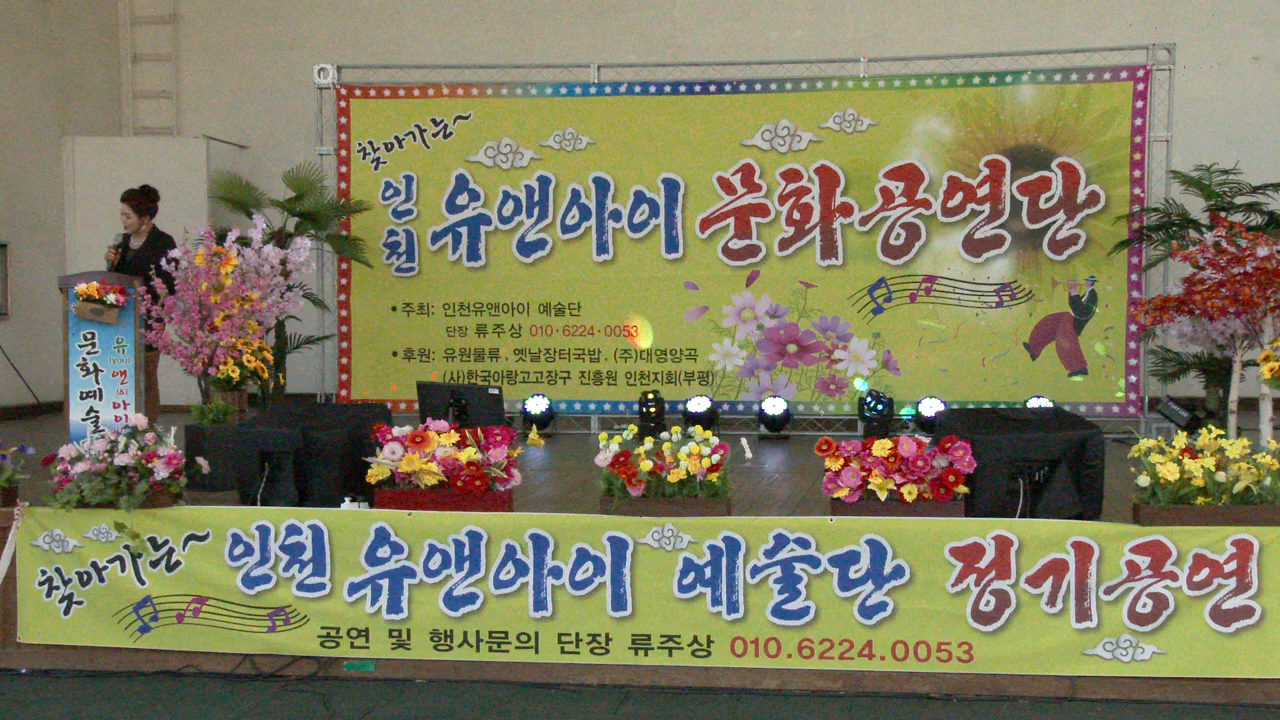 찾아가는~
인천 유앤아이 문화공연단
• 주최: 인천유앤아이 예술단
단장 류주상 010·6224·0053
• 후원: 유원물류, 옛날장터국밥, (주)대영양곡
(사)한국아랑고고장구 진흥원 인천지회(부평)
유앤아이
(you) (&)
문화예술
찾아가는~ 인천 유앤아이 예술단 정기공연
공연 및 행사문의 단장 류주상 010.6224.0053